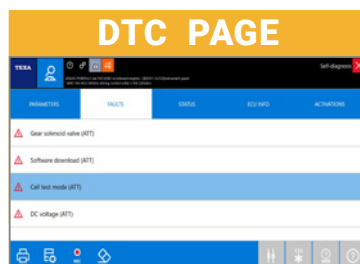 DTC PAGE
TEXA
Self-diagnosis
PARAMETERS FAULTS STATUS ECU INFO ACTIVATIONS
Gear solenoid valve (ATT)
Software download (ATT)
Cell test mode (ATT)
DC voltage (ATT)